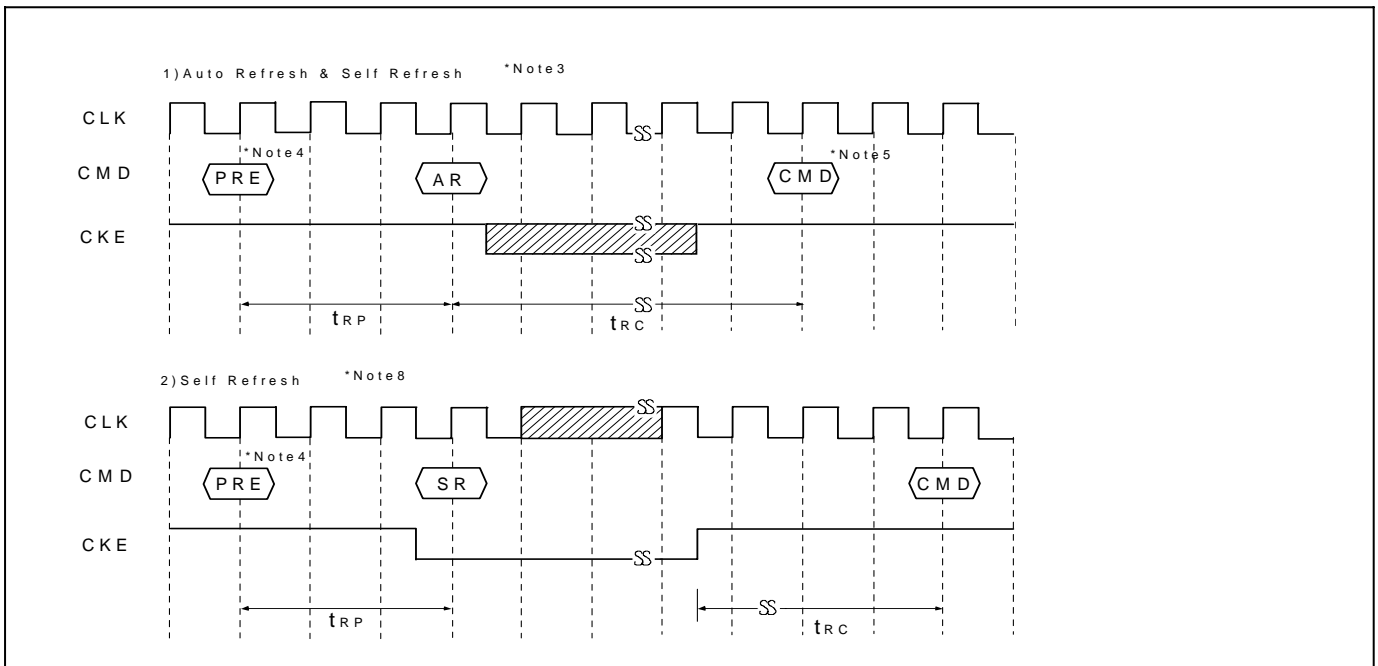 1)Auto Refresh & Self Refresh *Note3
CLK
*Note4 *Note5
CMD PRE AR CMD
CKE
tRP tRC
2)Self Refresh *Note8
CLK
*Note4
CMD PRE SR CMD
CKE
tRP tRC